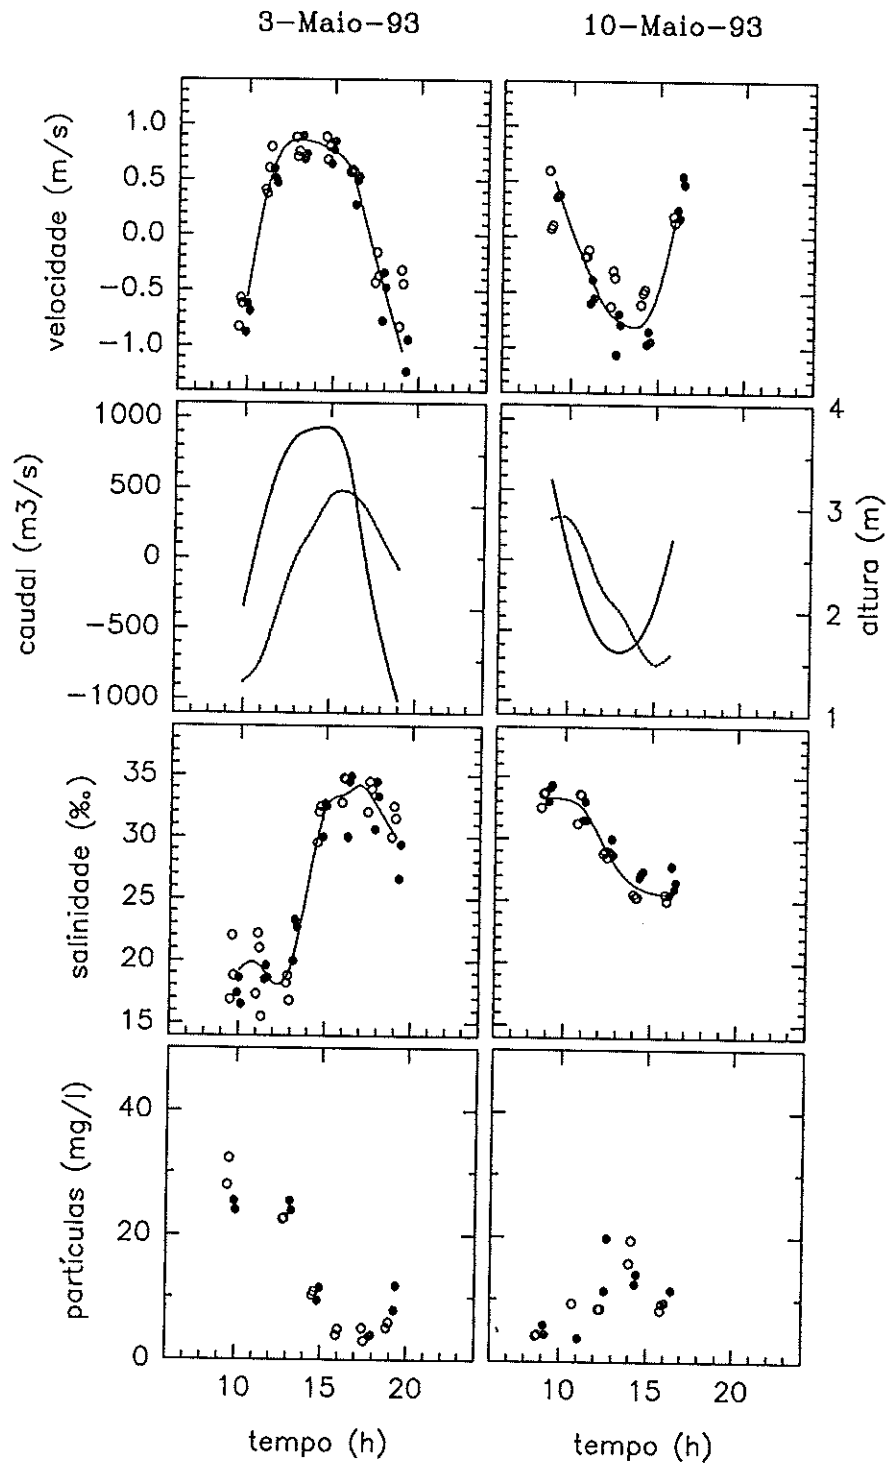 3-Maio-93 10-Maio-93
velocidade (m/s)
1.0
0.5
0.0
-0.5
-1.0
caudal (m3/s)
1000
500
0
-500
-1000
4
3
2
1
altura (m)
salinidade (‰)
35
30
25
20
15
partículas (mg/l)
40
20
0
10 15 20 10 15 20
tempo (h) tempo (h)